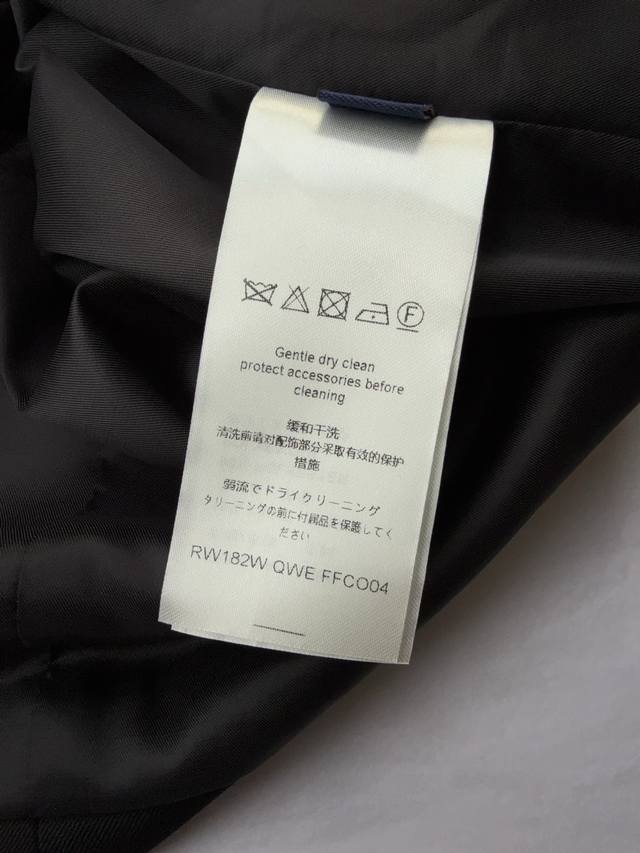 F
Gentle dry clean
protect accessories before
cleaning
缓和干洗
清洗前请对配饰部分采取有效的保护
措施
弱流でドライクリーニング
クリーニングの前に付属品を保護してく
ださい
RW182W QWE FFCO04